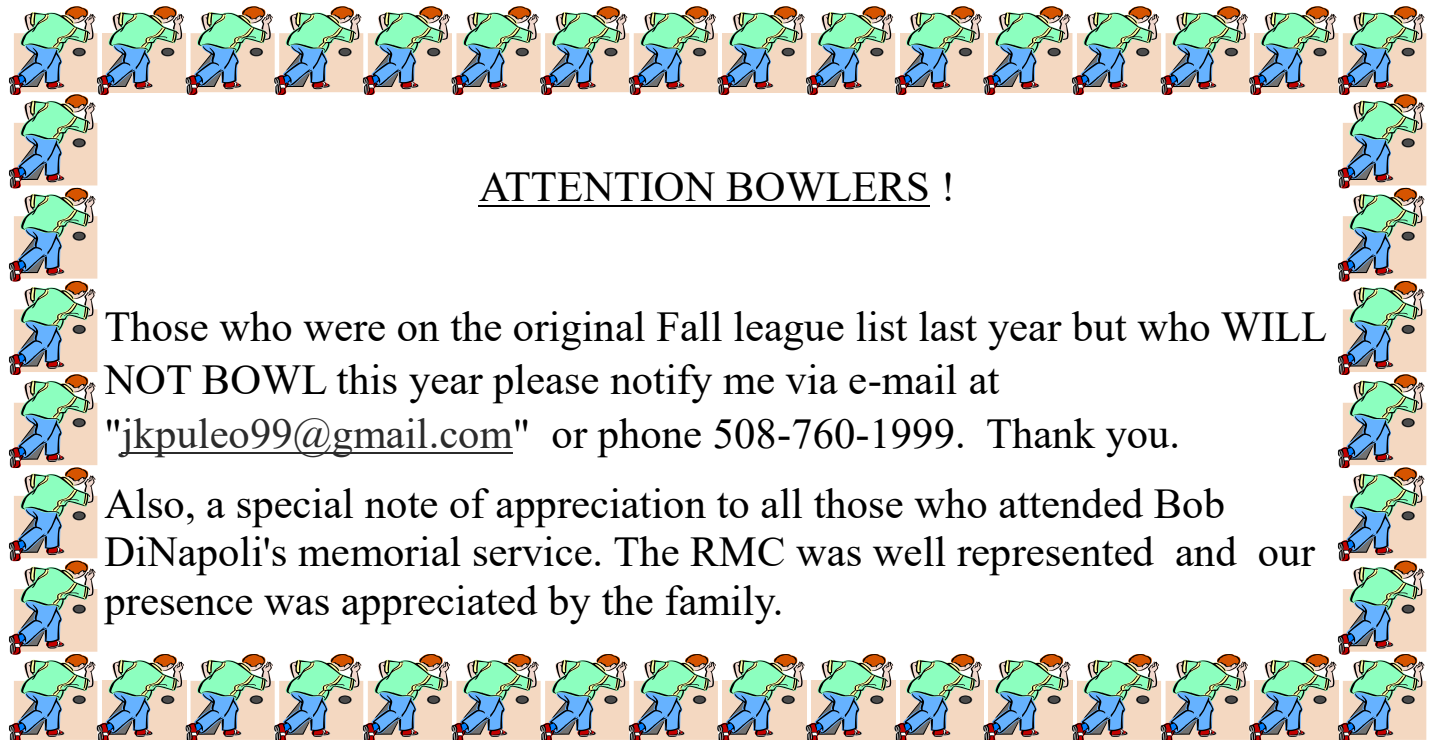 ATTENTION BOWLERS !
Those who were on the original Fall league list last year but who WILL
NOT BOWL this year please notify me via e-mail at
"jkpuleo99@gmail.com"  or phone 508-760-1999.  Thank you.
Also, a special note of appreciation to all those who attended Bob
DiNapoli's memorial service. The RMC was well represented  and  our
presence was appreciated by the family.